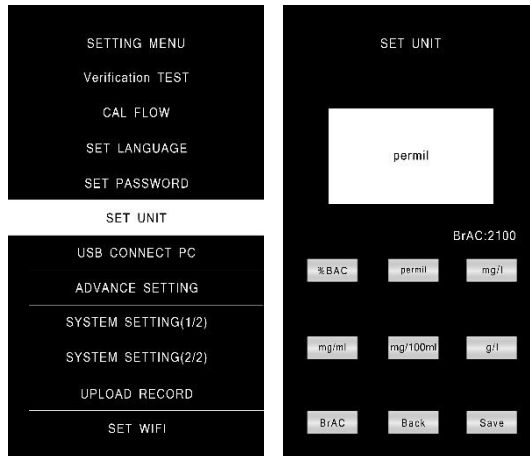 SETTING MENU
Verification TEST
CAL FLOW
SET LANGUAGE
SET PASSWORD
SET UNIT
USB CONNECT PC
ADVANCE SETTING
SYSTEM SETTING(1/2)
SYSTEM SETTING(2/2)
UPLOAD RECORD
SET WIFI
SET UNIT
permil
BrAC:2100
%BAC permil mg/l
mg/ml mg/100ml g/l
BrAC Back Save